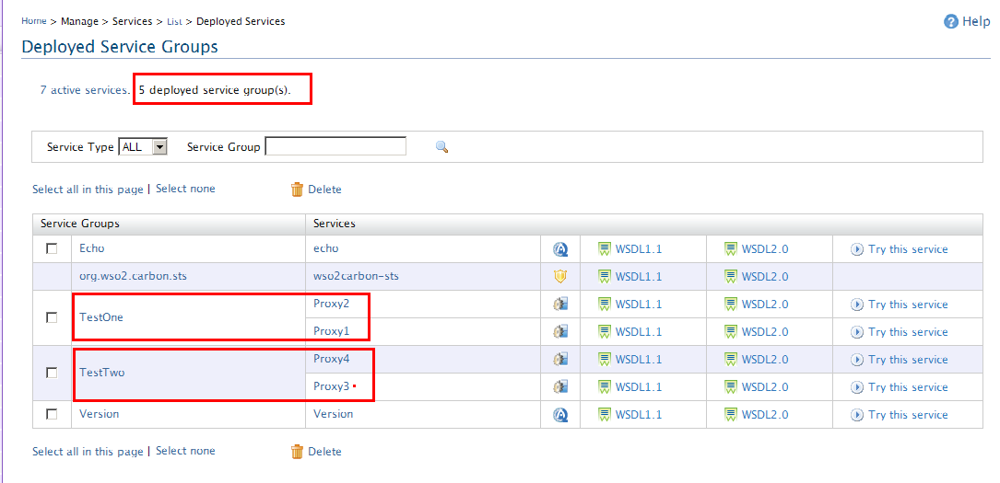 Home > Manage > Services > List > Deployed Services
Help
Deployed Service Groups
7 active services. 5 deployed service group(s).
Service Type ALL Service Group
Select all in this page | Select none Delete
Service Groups Services
Echo echo WSDL1.1 WSDL2.0 Try this service
org.wso2.carbon.sts wso2carbon-sts WSDL1.1 WSDL2.0
TestOne Proxy2 WSDL1.1 WSDL2.0 Try this service
Proxy1 WSDL1.1 WSDL2.0 Try this service
TestTwo Proxy4 WSDL1.1 WSDL2.0 Try this service
Proxy3 WSDL1.1 WSDL2.0 Try this service
Version Version WSDL1.1 WSDL2.0 Try this service
Select all in this page | Select none Delete